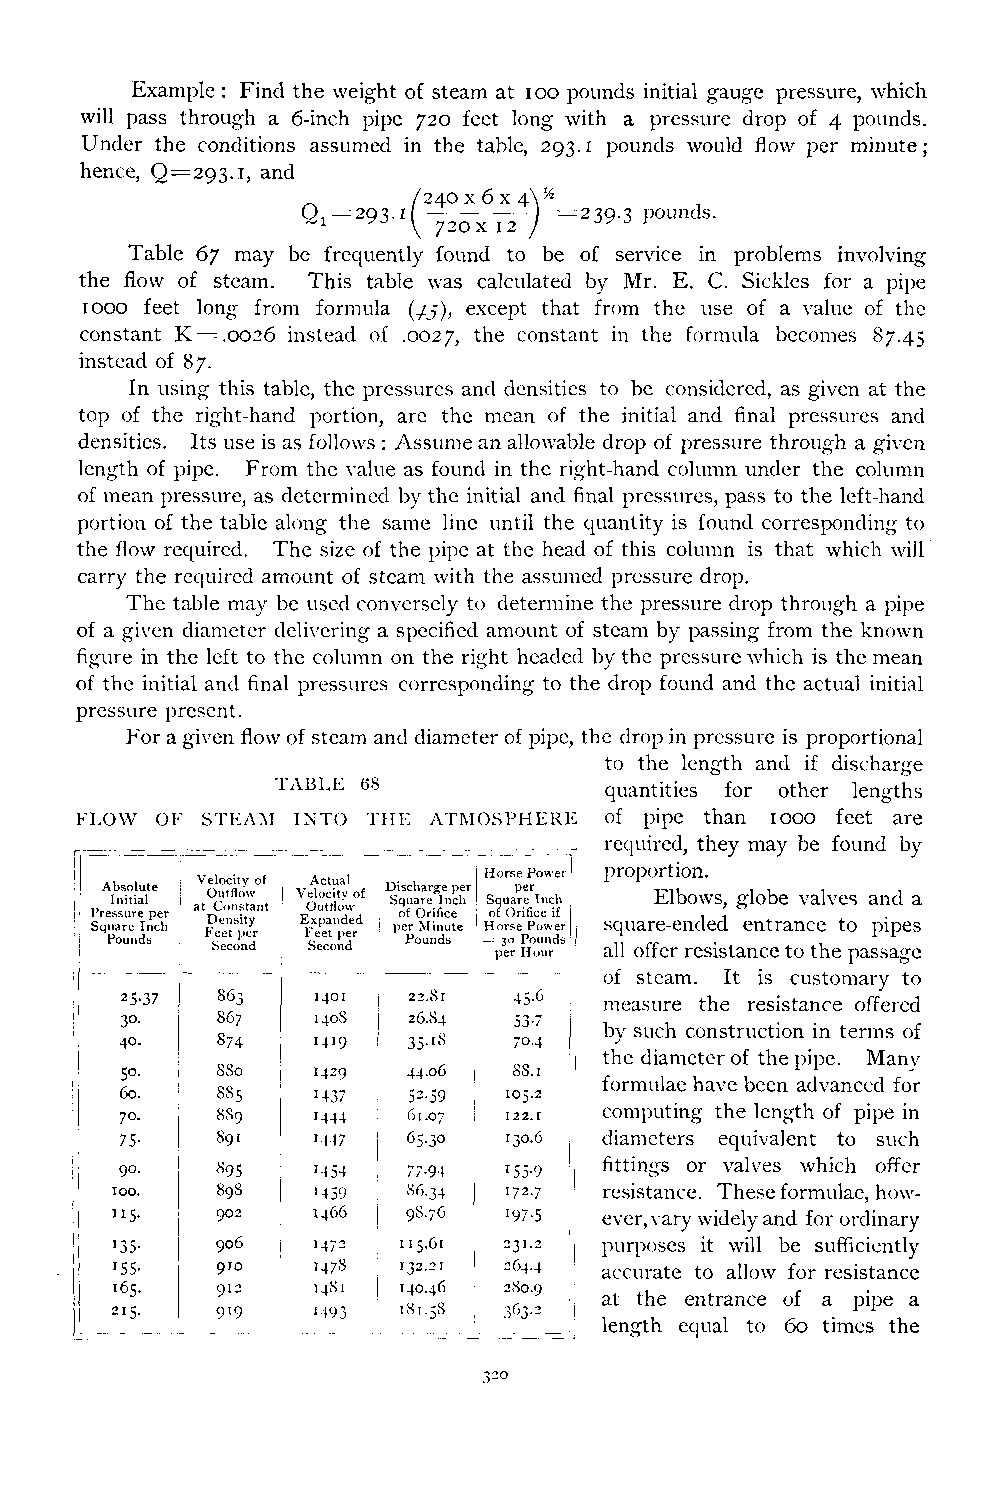 Example: Find the weight of steam at 100 pounds initial gauge pressure, which
will pass through a 6-inch pipe 720 feet long with a pressure drop of 4 pounds.
Under the conditions assumed in the table, 293.1 pounds would flow per minute;
hence, Q=293.1, and
Q₁=293.1(240 x 6 x 4 / 720 x 12)^½=239.3 pounds.
Table 67 may be frequently found to be of service in problems involving
the flow of steam. This table was calculated by Mr. E. C. Sickles for a pipe
1000 feet long from formula (45), except that from the use of a value of the
constant K=.0026 instead of .0027, the constant in the formula becomes 87.45
instead of 87.
In using this table, the pressures and densities to be considered, as given at the
top of the right-hand portion, are the mean of the initial and final pressures and
densities. Its use is as follows: Assume an allowable drop of pressure through a given
length of pipe. From the value as found in the right-hand column under the column
of mean pressure, as determined by the initial and final pressures, pass to the left-hand
portion of the table along the same line until the quantity is found corresponding to
the flow required. The size of the pipe at the head of this column is that which will
carry the required amount of steam with the assumed pressure drop.
The table may be used conversely to determine the pressure drop through a pipe
of a given diameter delivering a specified amount of steam by passing from the known
figure in the left to the column on the right headed by the pressure which is the mean
of the initial and final pressures corresponding to the drop found and the actual initial
pressure present.
For a given flow of steam and diameter of pipe, the drop in pressure is proportional
to the length and if discharge
quantities for other lengths
of pipe than 1000 feet are
required, they may be found by
proportion.
Elbows, globe valves and a
square-ended entrance to pipes
all offer resistance to the passage
of steam. It is customary to
measure the resistance offered
by such construction in terms of
the diameter of the pipe. Many
formulae have been advanced for
computing the length of pipe in
diameters equivalent to such
fittings or valves which offer
resistance. These formulae, how-
ever, vary widely and for ordinary
purposes it will be sufficiently
accurate to allow for resistance
at the entrance of a pipe a
length equal to 60 times the
TABLE 68
FLOW OF STEAM INTO THE ATMOSPHERE
Absolute
Initial
Pressure per
Square Inch
Pounds
Velocity of
Outflow
at Constant
Density
Feet per
Second
Actual
Velocity of
Outflow
Expanded
Feet per
Second
Discharge per
Square Inch
of Orifice
per Minute
Pounds
Horse Power
per
Square Inch
of Orifice if
Horse Power
= 30 Pounds
per Hour
25.37 863 1401 22.81 45.6
30. 867 1408 26.84 53.7
40. 874 1419 35.18 70.4
50. 880 1429 44.06 88.1
60. 885 1437 52.59 105.2
70. 889 1444 61.07 122.1
75. 891 1447 65.30 130.6
90. 895 1454 77.94 155.9
100. 898 1459 86.34 172.7
115. 902 1466 98.76 197.5
135. 906 1472 115.61 231.2
155. 910 1478 132.21 264.4
165. 912 1481 140.46 280.9
215. 919 1493 181.58 363.2
320